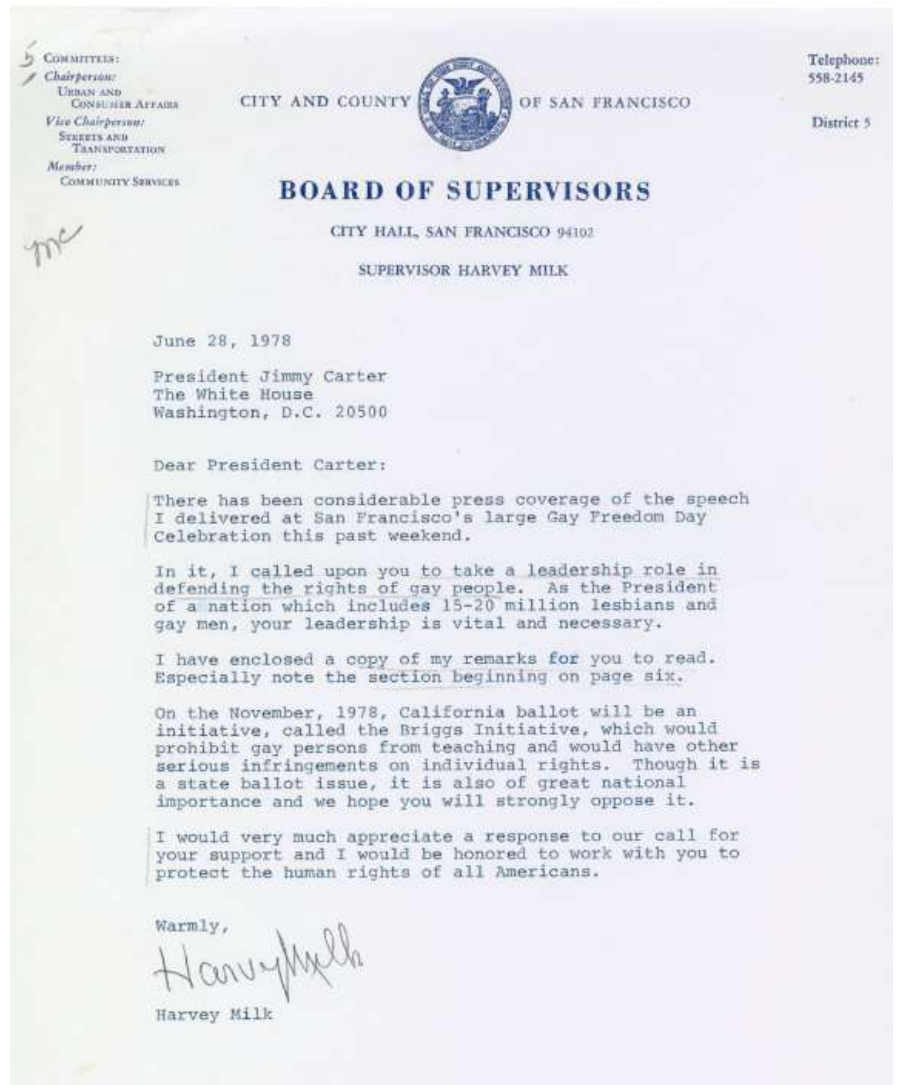 COMMITTEES:
Chairperson:
URBAN AND
CONSUMER AFFAIRS
Vice Chairperson:
STREETS AND
TRANSPORTATION
Member:
COMMUNITY SERVICES
CITY AND COUNTY OF SAN FRANCISCO
Telephone:
558-2145
District 5
BOARD OF SUPERVISORS
CITY HALL, SAN FRANCISCO 94102
SUPERVISOR HARVEY MILK
mc
June 28, 1978
President Jimmy Carter
The White House
Washington, D.C. 20500
Dear President Carter:
There has been considerable press coverage of the speech
I delivered at San Francisco's large Gay Freedom Day
Celebration this past weekend.
In it, I called upon you to take a leadership role in
defending the rights of gay people. As the President
of a nation which includes 15-20 million lesbians and
gay men, your leadership is vital and necessary.
I have enclosed a copy of my remarks for you to read.
Especially note the section beginning on page six.
On the November, 1978, California ballot will be an
initiative, called the Briggs Initiative, which would
prohibit gay persons from teaching and would have other
serious infringements on individual rights. Though it is
a state ballot issue, it is also of great national
importance and we hope you will strongly oppose it.
I would very much appreciate a response to our call for
your support and I would be honored to work with you to
protect the human rights of all Americans.
Warmly,
Harvey Milk
Harvey Milk